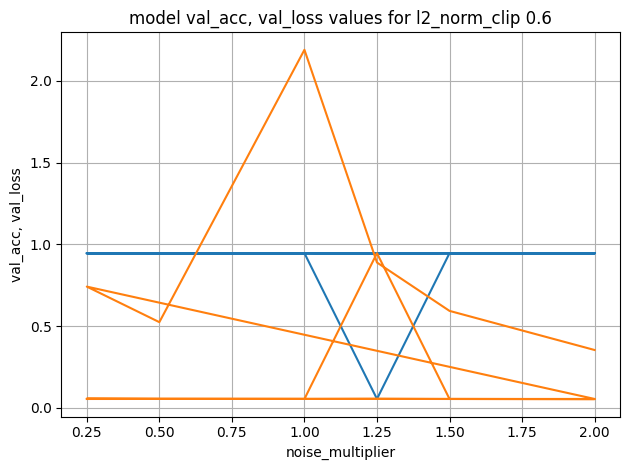 model val_acc, val_loss values for l2_norm_clip 0.6
val_acc, val_loss
2.0
1.5
1.0
0.5
0.0
0.25 0.50 0.75 1.00 1.25 1.50 1.75 2.00
noise_multiplier